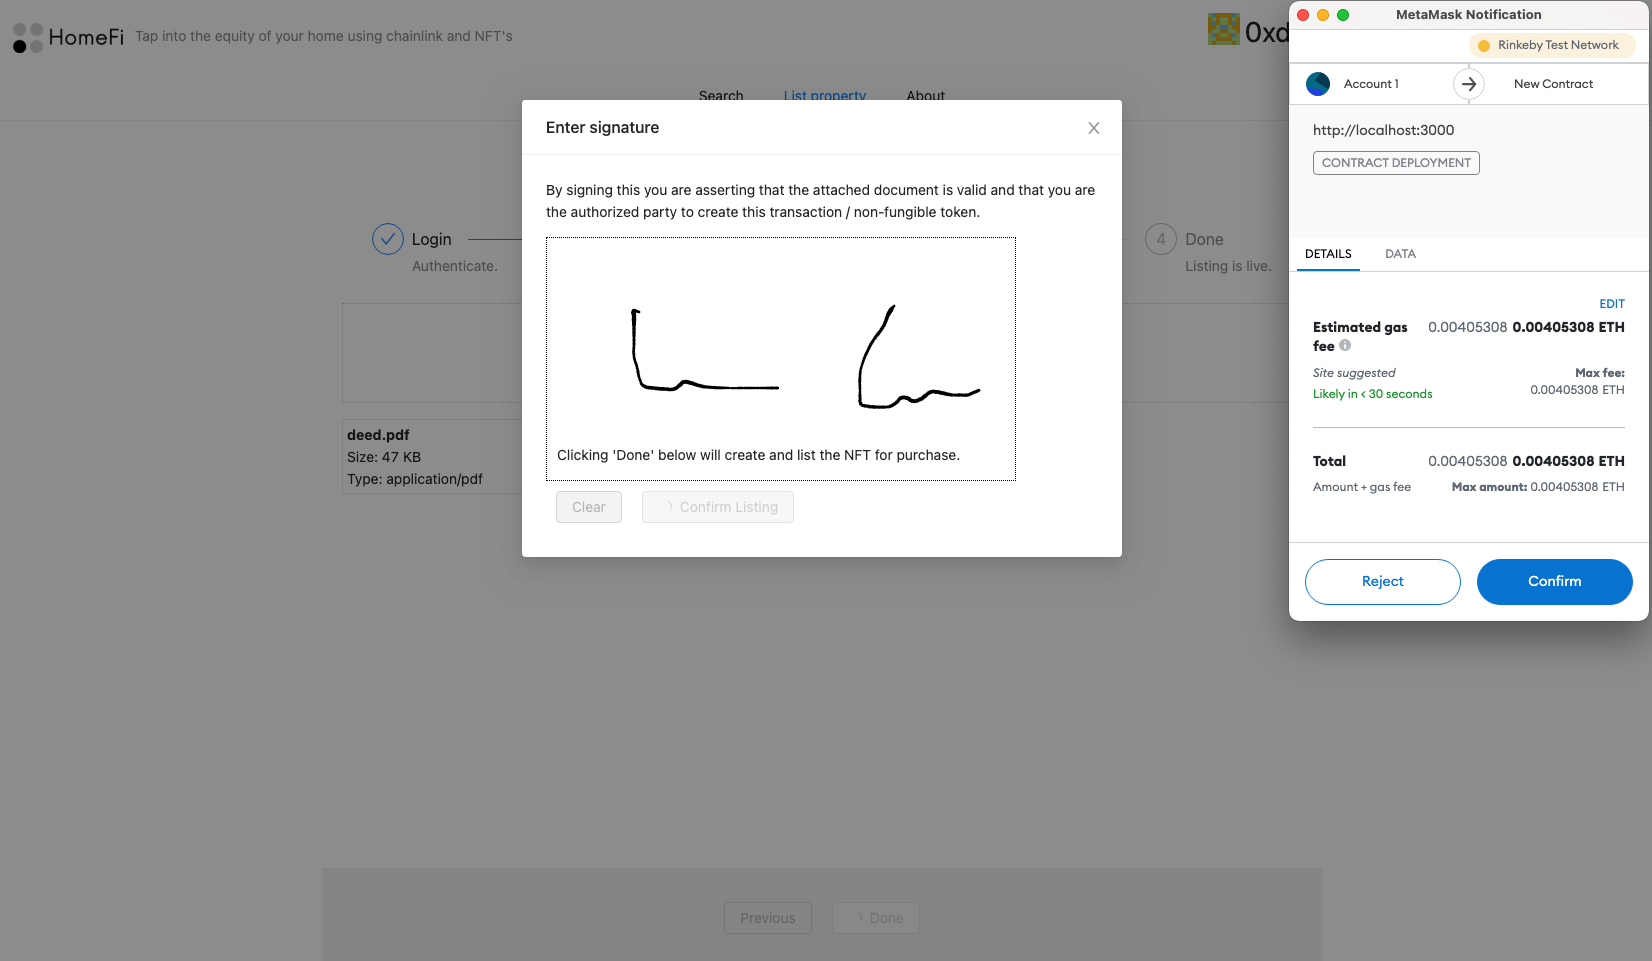 HomeFi Tap into the equity of your home using chainlink and NFT's
0xd
Search List property About
Login
Authenticate.
4 Done
Listing is live.
deed.pdf
Size: 47 KB
Type: application/pdf
Enter signature
By signing this you are asserting that the attached document is valid and that you are
the authorized party to create this transaction / non-fungible token.
Clicking 'Done' below will create and list the NFT for purchase.
Clear Confirm Listing
Previous Done
MetaMask Notification
Rinkeby Test Network
Account 1 New Contract
http://localhost:3000
CONTRACT DEPLOYMENT
DETAILS DATA
EDIT
Estimated gas 0.00405308 0.00405308 ETH
fee
Site suggested Max fee:
Likely in < 30 seconds 0.00405308 ETH
Total 0.00405308 0.00405308 ETH
Amount + gas fee Max amount: 0.00405308 ETH
Reject Confirm